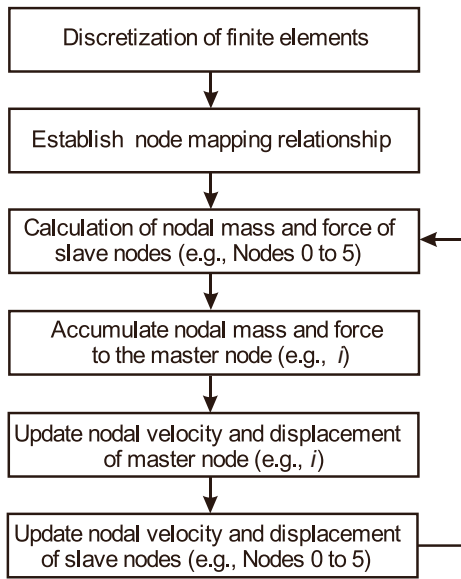 Discretization of finite elements
Establish node mapping relationship
Calculation of nodal mass and force of
slave nodes (e.g., Nodes 0 to 5)
Accumulate nodal mass and force
to the master node (e.g., i)
Update nodal velocity and displacement
of master node (e.g., i)
Update nodal velocity and displacement
of slave nodes (e.g., Nodes 0 to 5)